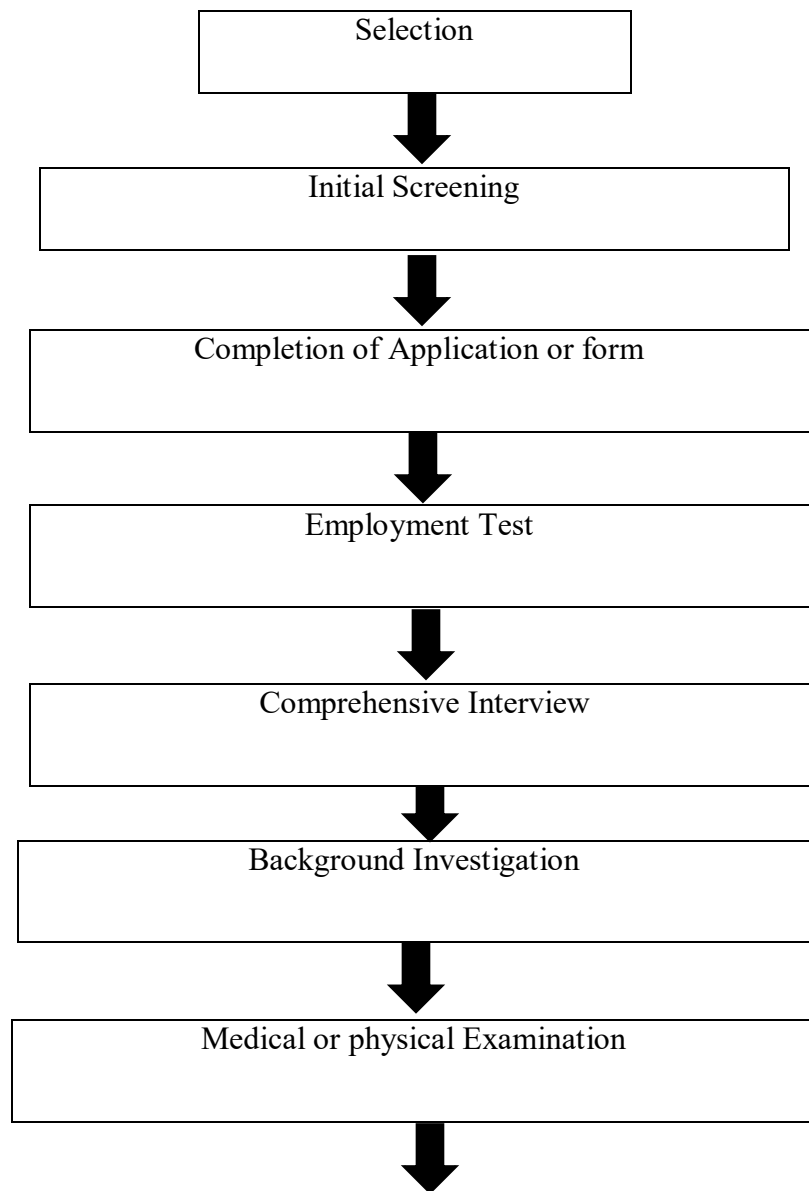 Selection
Initial Screening
Completion of Application or form
Employment Test
Comprehensive Interview
Background Investigation
Medical or physical Examination